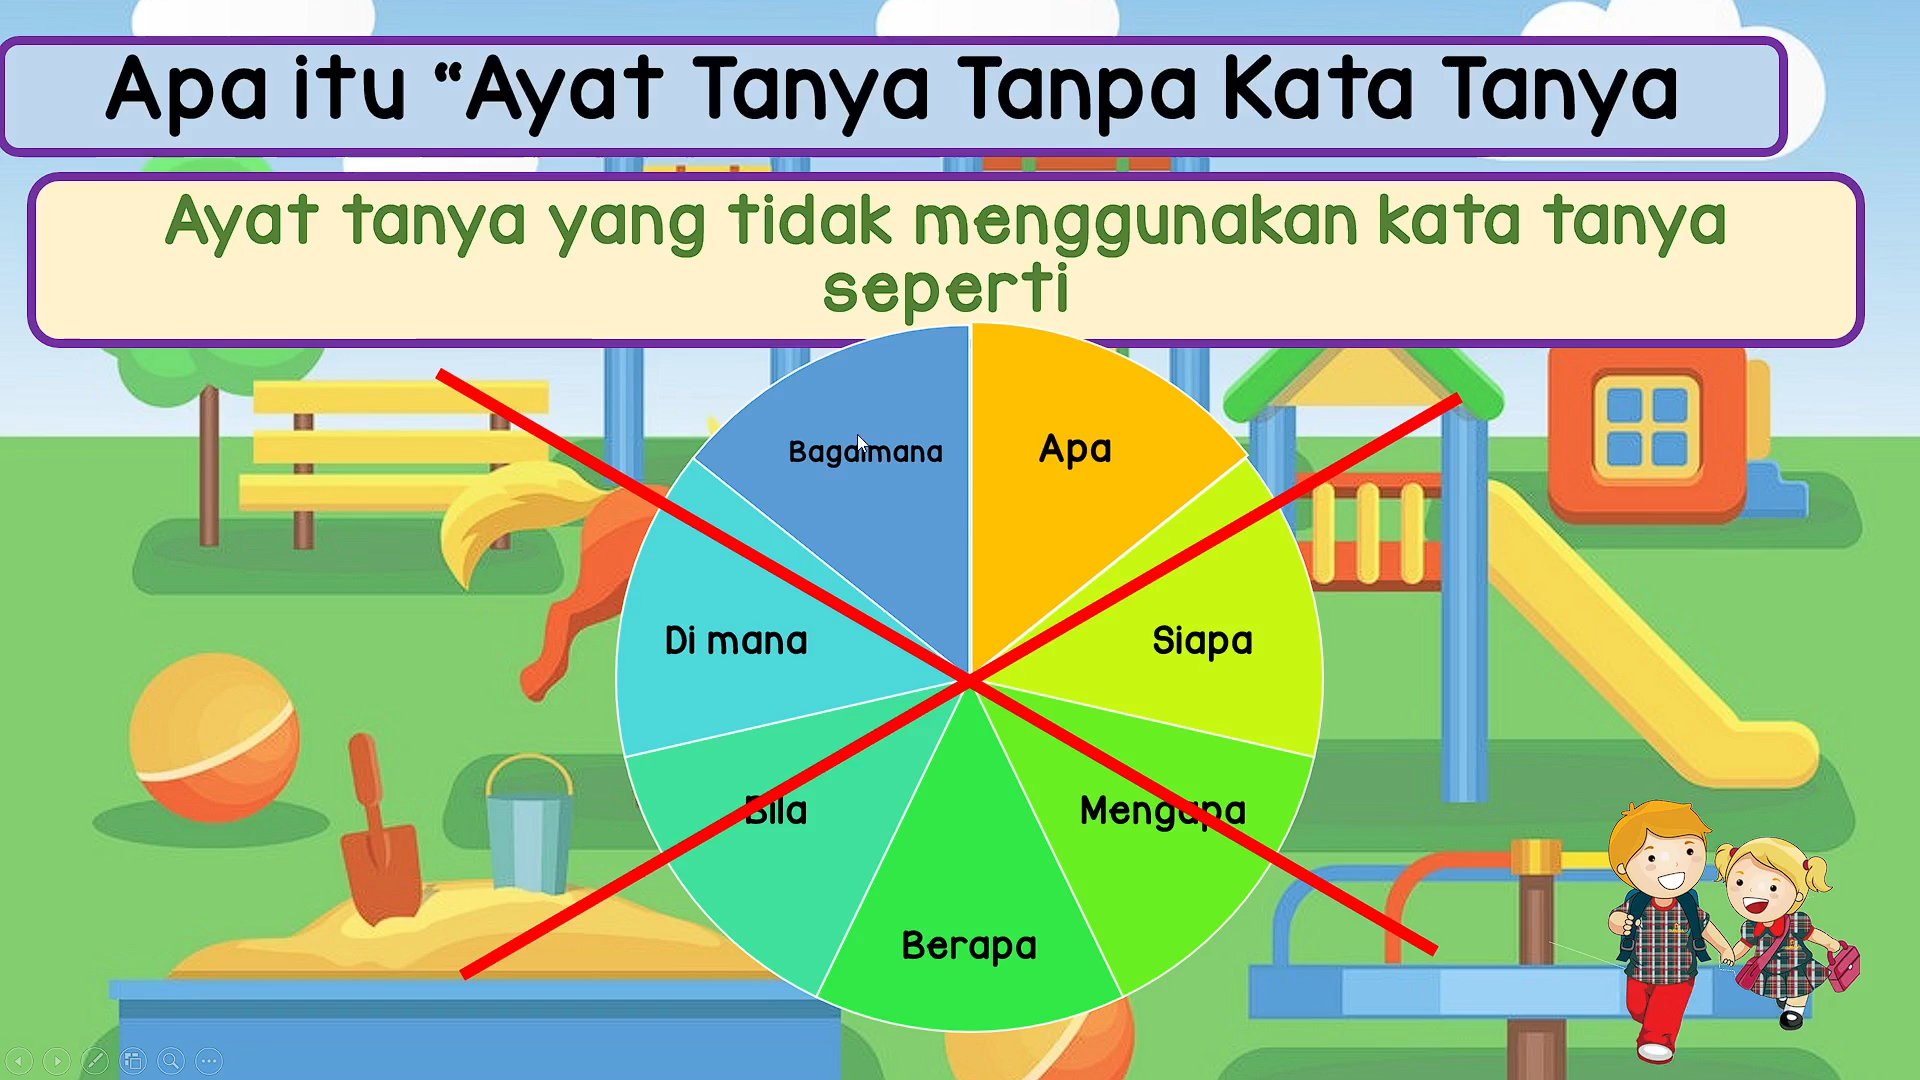 Apa itu “Ayat Tanya Tanpa Kata Tanya
Ayat tanya yang tidak menggunakan kata tanya
seperti
Bagaimana
Apa
Di mana
Siapa
Bila
Mengapa
Berapa